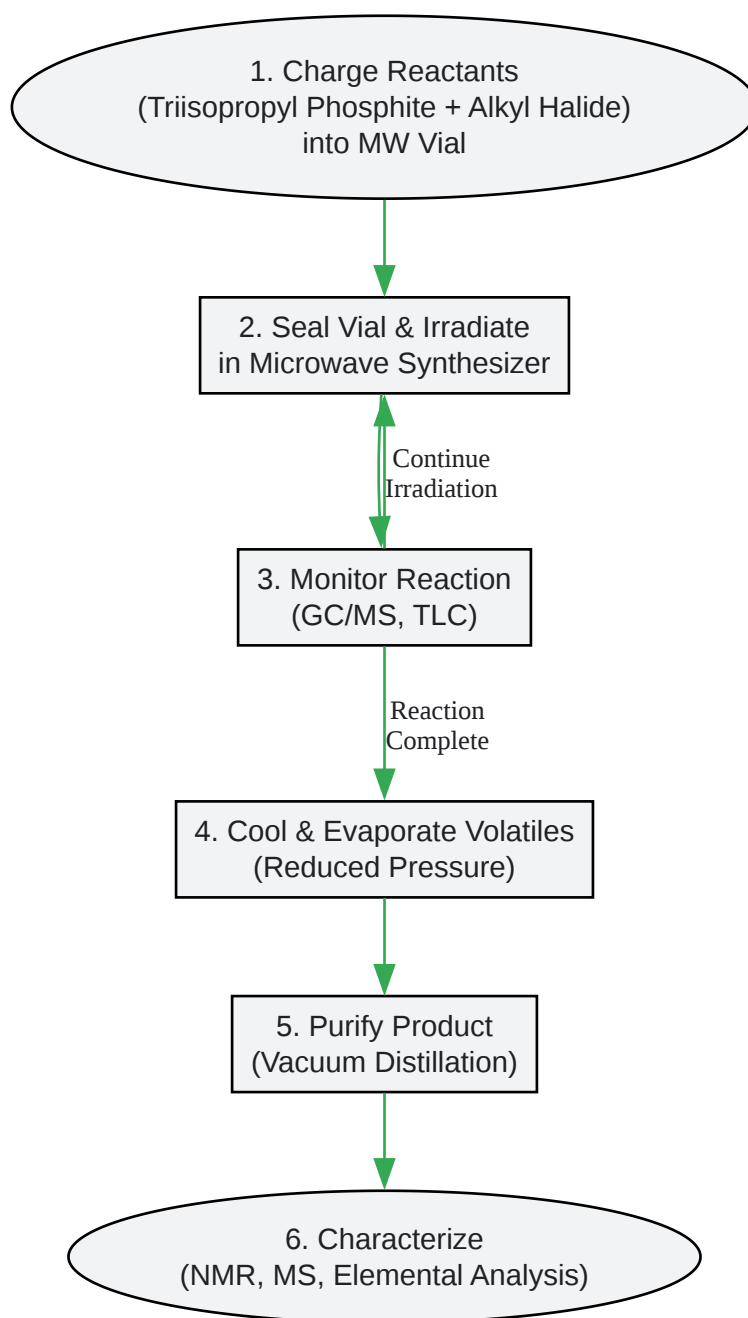 1. Charge Reactants
(Triisopropyl Phosphite + Alkyl Halide)
into MW Vial
2. Seal Vial & Irradiate
in Microwave Synthesizer
Continue
Irradiation
3. Monitor Reaction
(GC/MS, TLC)
Reaction
Complete
4. Cool & Evaporate Volatiles
(Reduced Pressure)
5. Purify Product
(Vacuum Distillation)
6. Characterize
(NMR, MS, Elemental Analysis)